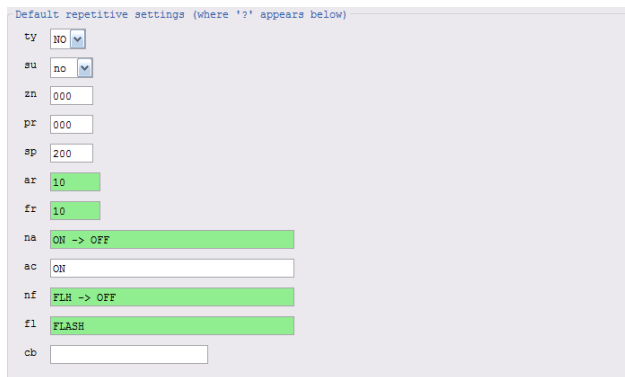 Default repetitive settings (where '?' appears below)
ty NO
su no
zn 000
pr 000
sp 200
ar 10
fr 10
na ON -> OFF
ac ON
nf FLH -> OFF
fl FLASH
cb